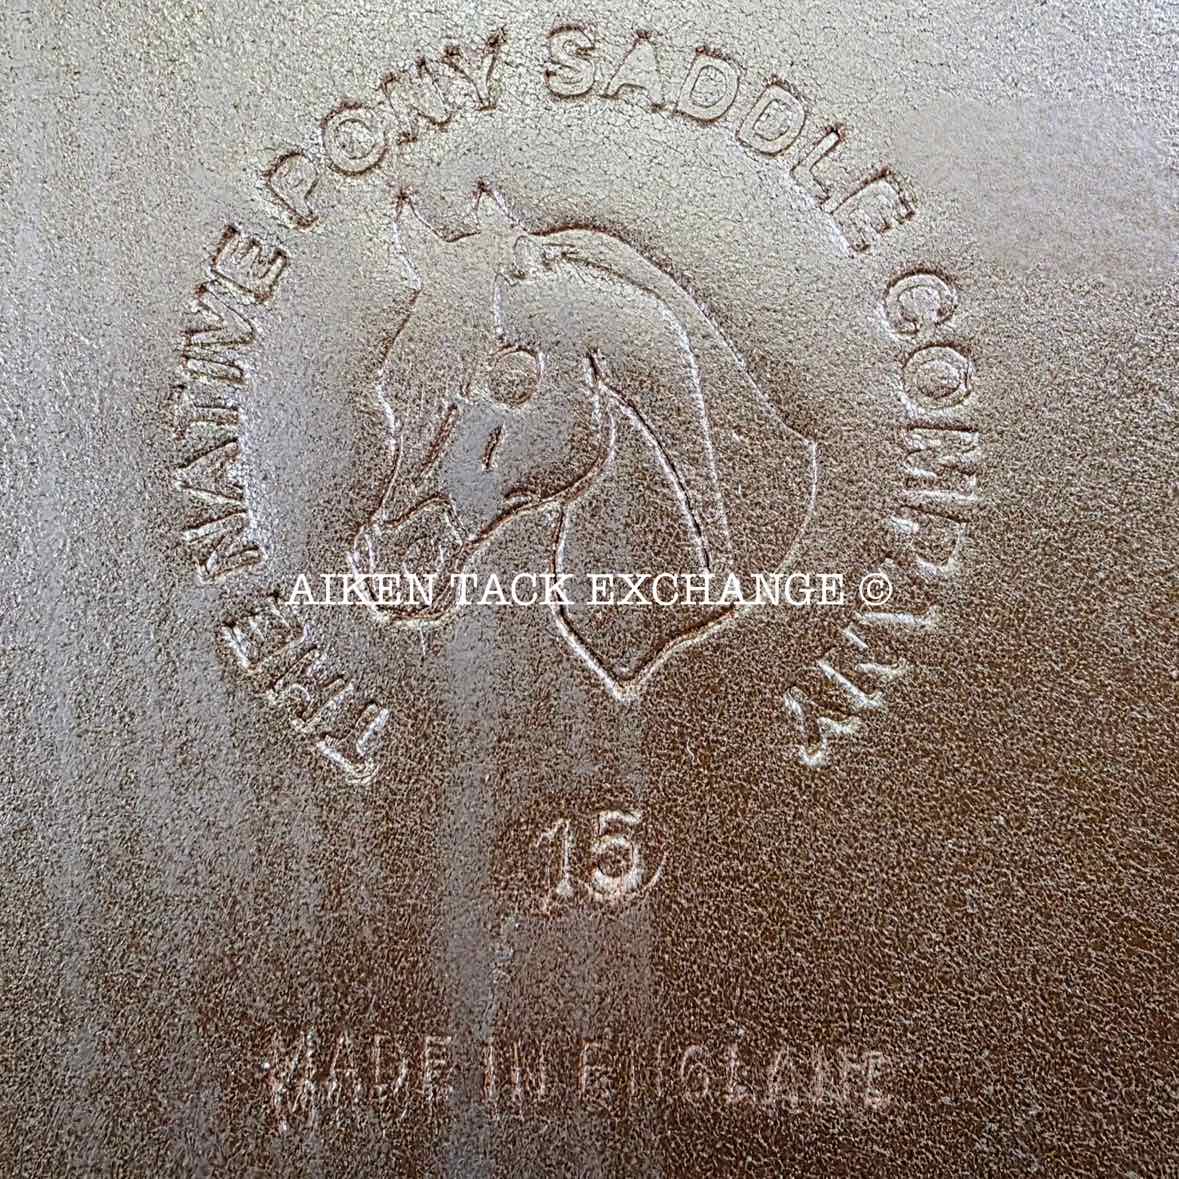 THE NATIVE PONY SADDLE COMPANY
AIKEN TACK EXCHANGE ©
15
MADE IN ENGLAND